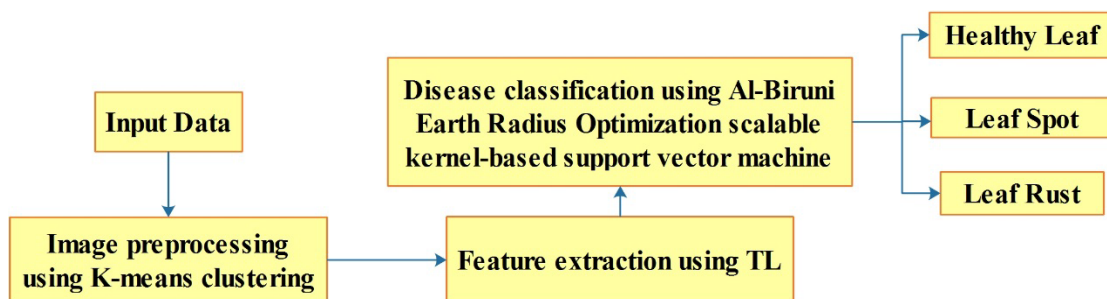 Input Data
Image preprocessing
using K-means clustering
Feature extraction using TL
Disease classification using Al-Biruni
Earth Radius Optimization scalable
kernel-based support vector machine
Healthy Leaf
Leaf Spot
Leaf Rust